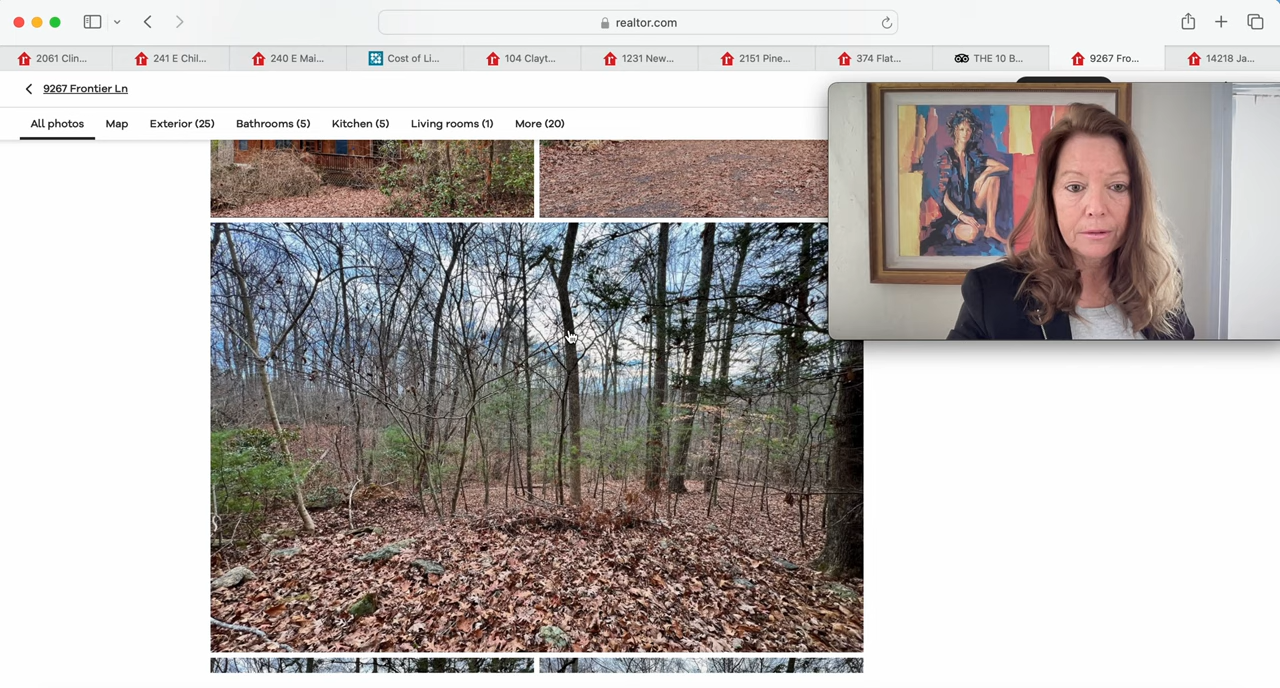 realtor.com
2061 Clin...
241 E Chil...
240 E Mai...
Cost of Li...
104 Clayt...
1231 New...
2151 Pine...
374 Flat...
THE 10 B...
9267 Fro...
14218 Ja...
9267 Frontier Ln
All photos
Map
Exterior (25)
Bathrooms (5)
Kitchen (5)
Living rooms (1)
More (20)